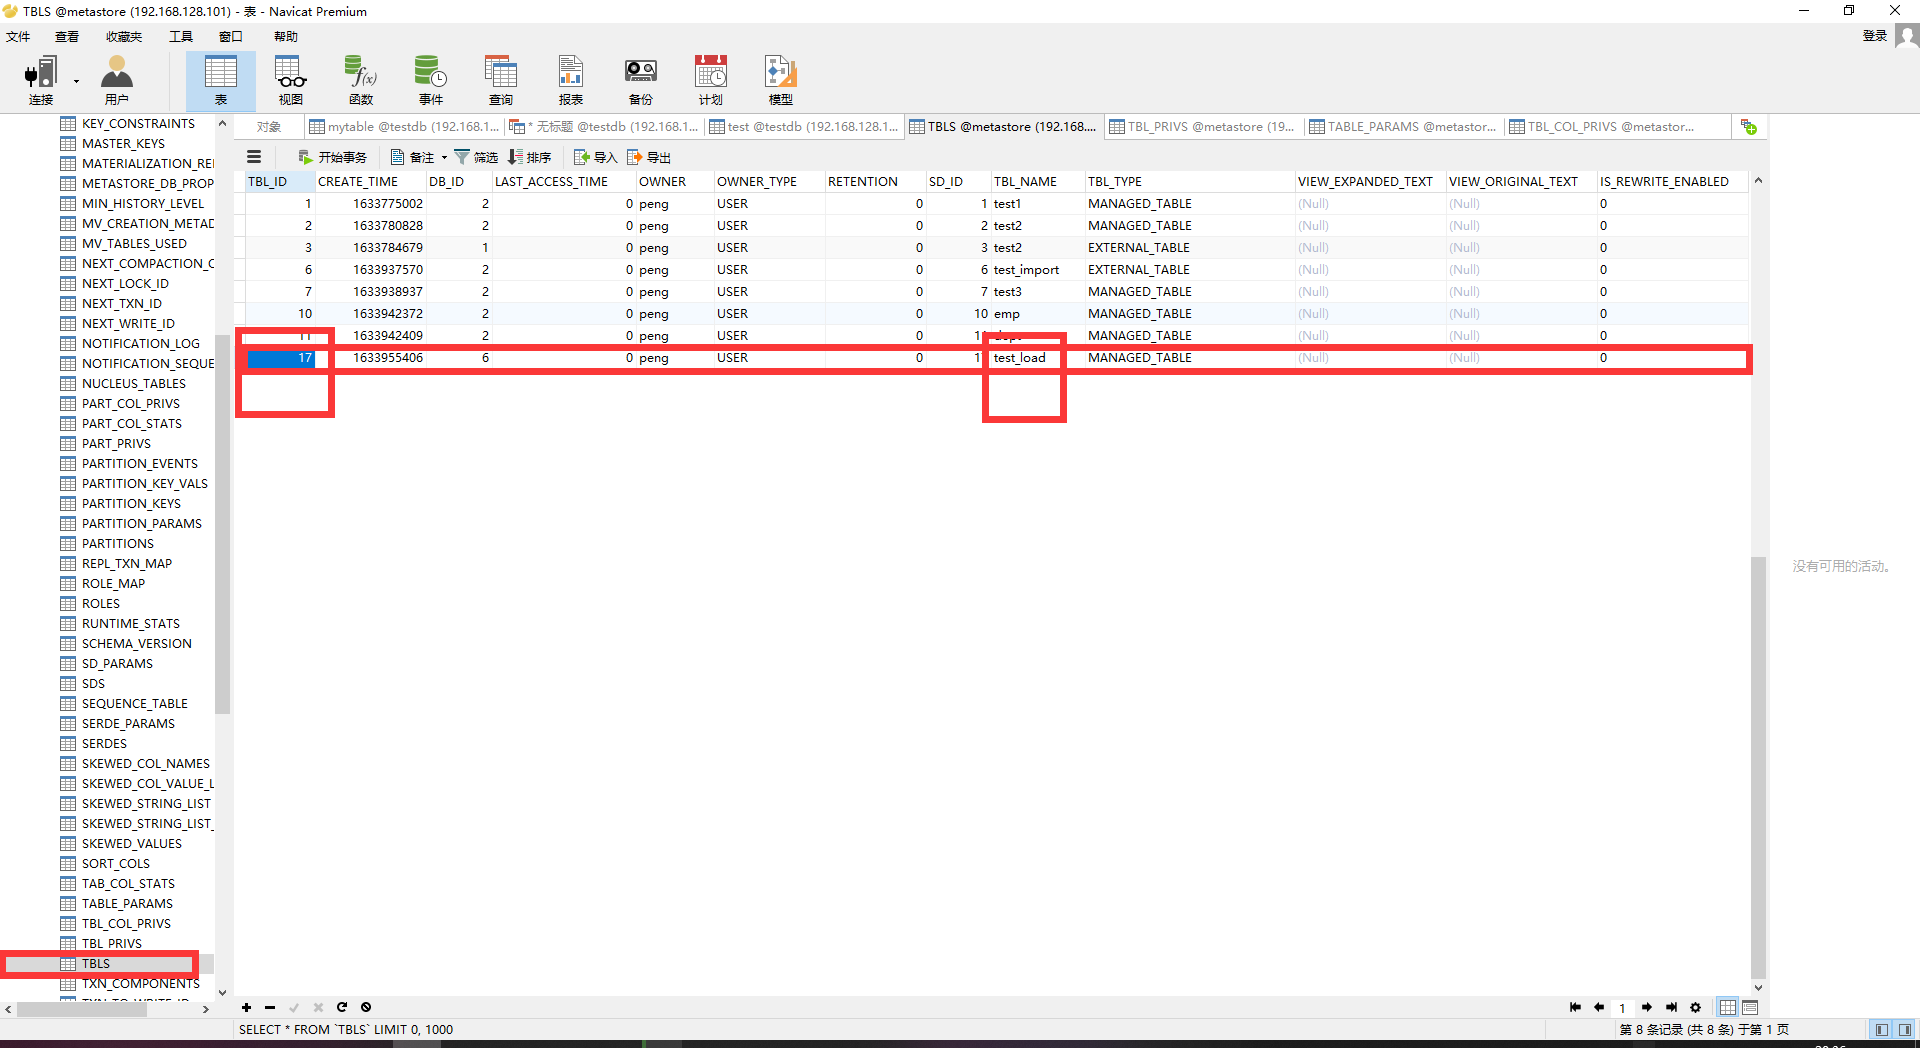 TBLS @metastore (192.168.128.101) - 表 - Navicat Premium
文件 查看 收藏夹 工具 窗口 帮助 登录
连接 用户 表 视图 函数 事件 查询 报表 备份 计划 模型
对象 mytable @testdb (192.168.1... * 无标题 @testdb (192.168.1... test @testdb (192.168.128.1... TBLS @metastore (192.168.... TBL_PRIVS @metastore (19... TABLE_PARAMS @metastor... TBL_COL_PRIVS @metastor...
开始事务 备注 筛选 排序 导入 导出
TBL_ID CREATE_TIME DB_ID LAST_ACCESS_TIME OWNER OWNER_TYPE RETENTION SD_ID TBL_NAME TBL_TYPE VIEW_EXPANDED_TEXT VIEW_ORIGINAL_TEXT IS_REWRITE_ENABLED
1 1633775002 2 0 peng USER 0 1 test1 MANAGED_TABLE (Null) (Null) 0
2 1633780828 2 0 peng USER 0 2 test2 MANAGED_TABLE (Null) (Null) 0
3 1633784679 1 0 peng USER 0 3 test2 EXTERNAL_TABLE (Null) (Null) 0
6 1633937570 2 0 peng USER 0 6 test_import EXTERNAL_TABLE (Null) (Null) 0
7 1633938937 2 0 peng USER 0 7 test3 MANAGED_TABLE (Null) (Null) 0
10 1633942372 2 0 peng USER 0 10 emp MANAGED_TABLE (Null) (Null) 0
11 1633942409 2 0 peng USER 0 MANAGED_TABLE (Null) (Null) 0
17 1633955406 6 0 peng USER 0 test_load MANAGED_TABLE (Null) (Null) 0
KEY_CONSTRAINTS
MASTER_KEYS
MATERIALIZATION_REI
METASTORE_DB_PROP
MIN_HISTORY_LEVEL
MV_CREATION_METAD
MV_TABLES_USED
NEXT_COMPACTION_C
NEXT_LOCK_ID
NEXT_TXN_ID
NEXT_WRITE_ID
NOTIFICATION_LOG
NOTIFICATION_SEQUE
NUCLEUS_TABLES
PART_COL_PRIVS
PART_COL_STATS
PART_PRIVS
PARTITION_EVENTS
PARTITION_KEY_VALS
PARTITION_KEYS
PARTITION_PARAMS
PARTITIONS
REPL_TXN_MAP
ROLE_MAP
ROLES
RUNTIME_STATS
SCHEMA_VERSION
SD_PARAMS
SDS
SEQUENCE_TABLE
SERDE_PARAMS
SERDES
SKEWED_COL_NAMES
SKEWED_COL_VALUE_L
SKEWED_STRING_LIST
SKEWED_STRING_LIST_
SKEWED_VALUES
SORT_COLS
TAB_COL_STATS
TABLE_PARAMS
TBL_COL_PRIVS
TBL_PRIVS
TBLS
TXN_COMPONENTS
没有可用的活动。
1
SELECT * FROM `TBLS` LIMIT 0, 1000
第 8 条记录 (共 8 条) 于第 1 页